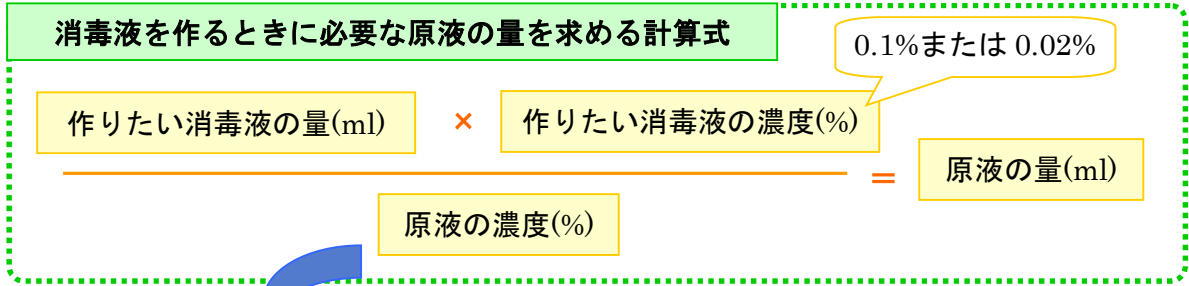 消毒液を作るときに必要な原液の量を求める計算式
0.1%または 0.02%
作りたい消毒液の量(ml) × 作りたい消毒液の濃度(%)
= 原液の量(ml)
原液の濃度(%)